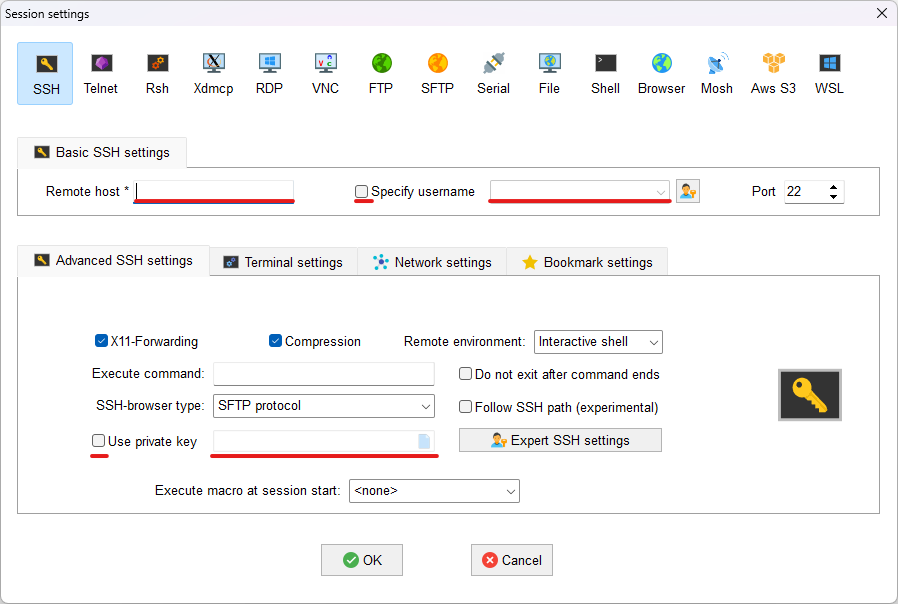 Session settings
SSH Telnet Rsh Xdmcp RDP VNC FTP SFTP Serial File Shell Browser Mosh Aws S3 WSL
Basic SSH settings
Remote host * Specify username Port 22
Advanced SSH settings Terminal settings Network settings Bookmark settings
X11-Forwarding Compression Remote environment: Interactive shell
Execute command: Do not exit after command ends
SSH-browser type: SFTP protocol Follow SSH path (experimental)
Use private key Expert SSH settings
Execute macro at session start: <none>
OK Cancel